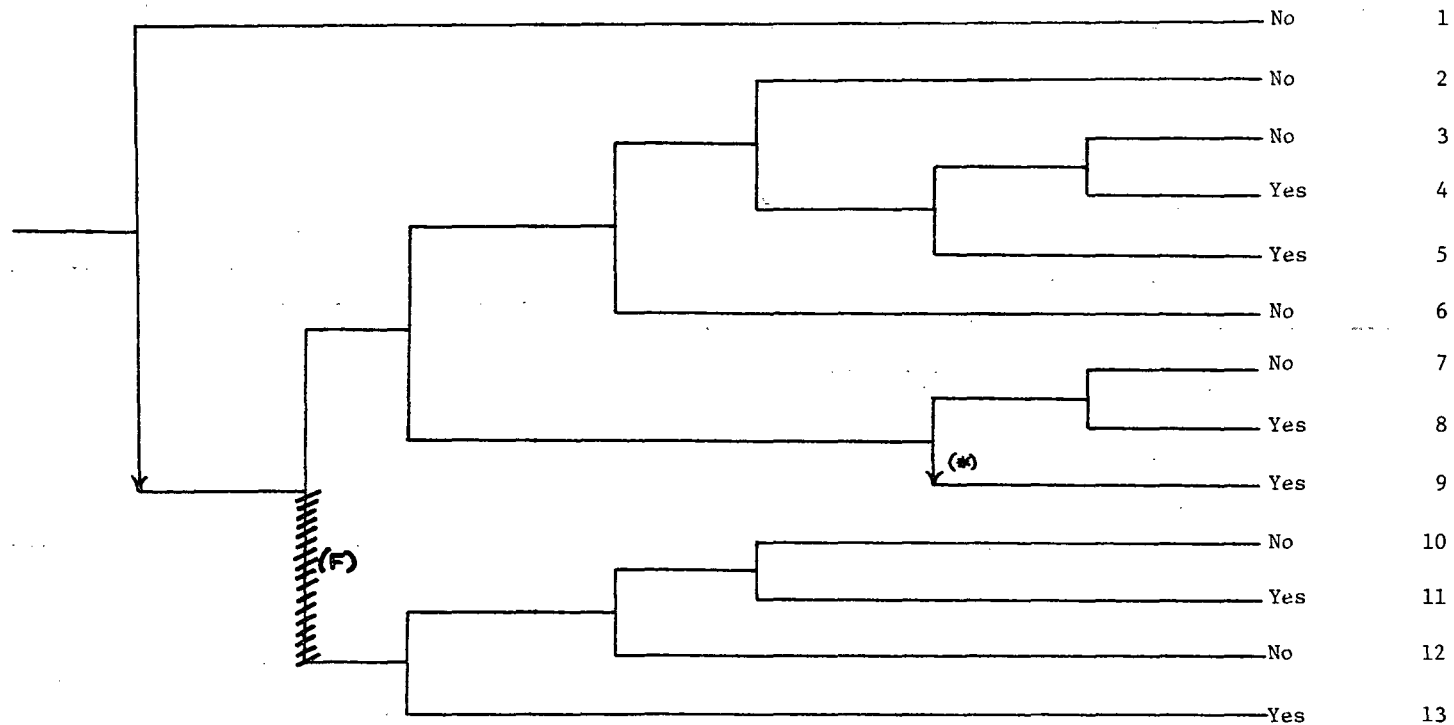 No 1
No 2
No 3
Yes 4
Yes 5
No 6
No 7
Yes 8
(*)
Yes 9
No 10
(F)
Yes 11
No 12
Yes 13